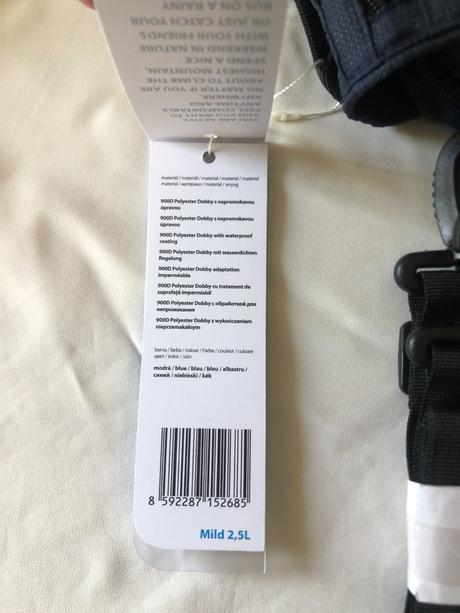 YOU ARE ACTIVE
AND YOU WANT TO
FEEL COMFORTABLE
ANYTIME AND
ANYWHERE,
NO MATTER IF YOU ARE
ABOUT TO CLIMB THE
HIGHEST MOUNTAIN,
SPEND A NICE
WEEKEND IN NATURE
WITH YOUR FRIENDS
OR JUST CATCH YOUR
BUS ON A RAINY
materiál / materiál / material / material / matériel
material / материал / materiał / anyag
900D Polyester Dobby s nepromokavou
úpravou
900D Polyester Dobby s nepremokavou
úpravou
900D Polyester Dobby with waterproof
coating
900D Polyester Dobby mit wasserdichten
Regelung
900D Polyester Dobby adaptation
imperméable
900D Polyester Dobby cu tratament de
suprafață impermiabil
900D Polyester Dobby с обработкой для
непромокания
900D Polyester Dobby z wykończeniem
nieprzemakalnym
barva / farba / colour / Farbe / couleur / culoare
цвет / kolor / szín
modrá / blue / blau / bleu / albastru /
синий / niebieski / kék
8 592287 152685
Mild 2,5L